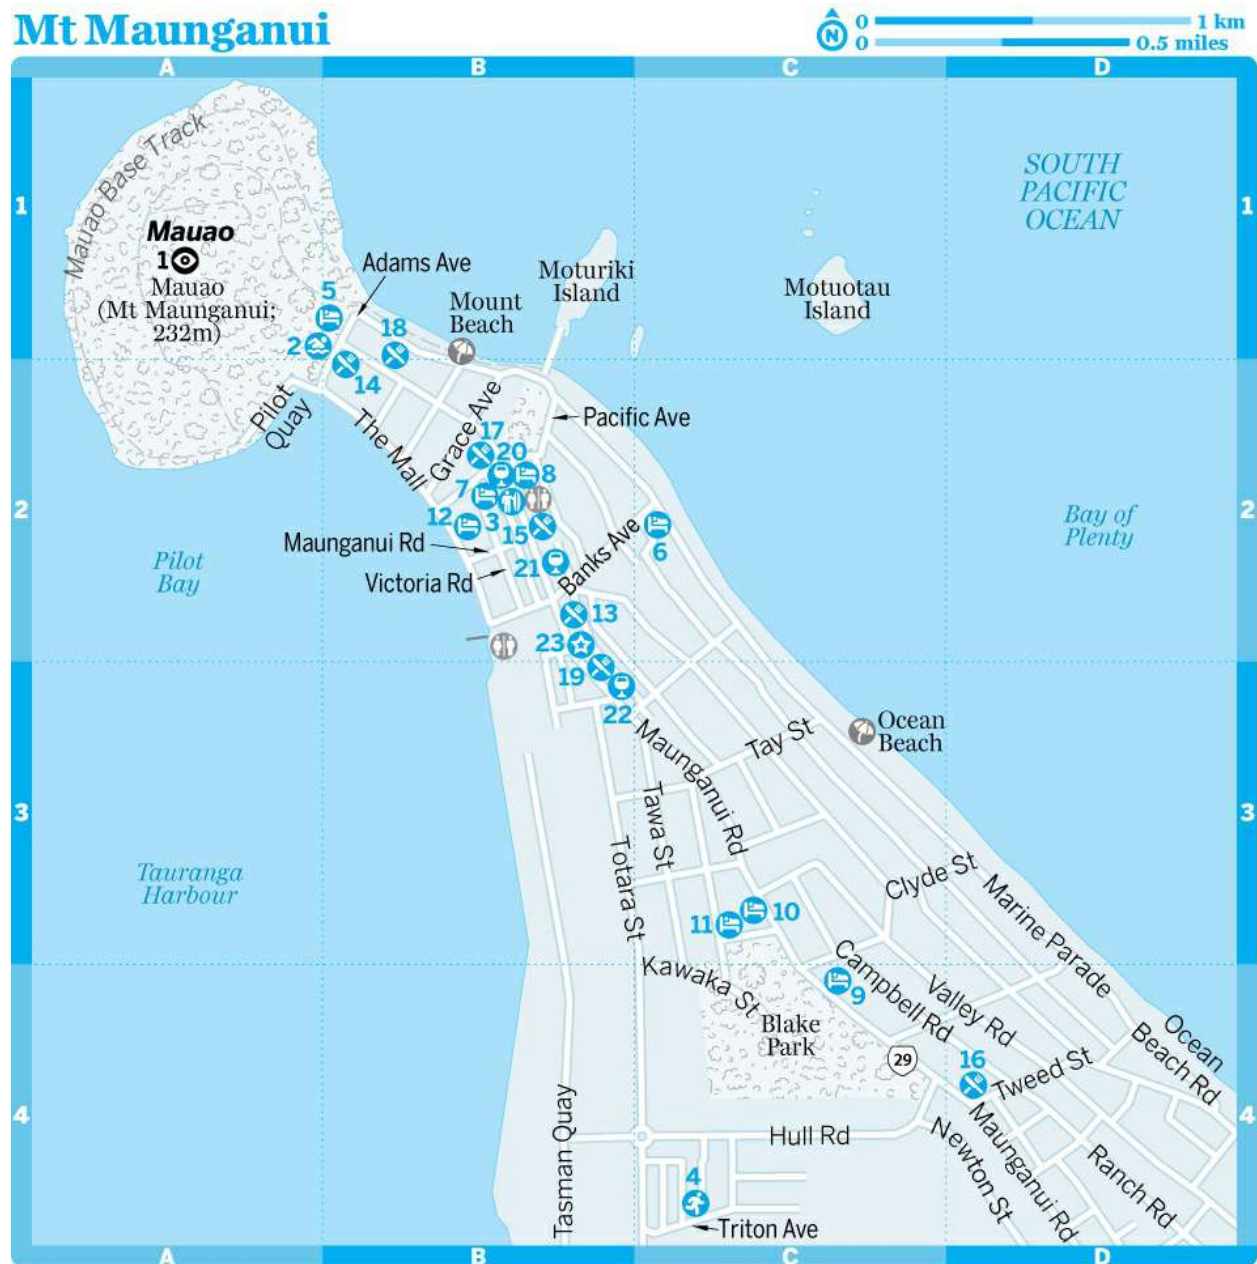 Mt Maunganui
N
0 1 km
0 0.5 miles
A B C D
1 1
Mauao Base Track
SOUTH
PACIFIC
OCEAN
Mauao
1
Mauao
(Mt Maunganui;
232m)
Adams Ave
Moturiki
Island
Motuotau
Island
Mount
Beach
5
2
18
14
Pilot
Quay
The Mall
Grace Ave
Pacific Ave
17
20
8
7
12
3
15
6
2 2
Bay of
Plenty
Maunganui Rd
Victoria Rd
21
Banks Ave
Pilot
Bay
13
23
19
22
Ocean
Beach
Tay St
Maunganui Rd
Tawa St
Totara St
3 3
Tauranga
Harbour
Clyde St
Marine Parade
11
10
Kawaka St
Campbell Rd
9
Valley Rd
Blake
Park
29
16
Tweed St
Ocean
Beach Rd
4 4
Tasman Quay
Hull Rd
Newton St
Maunganui Rd
Ranch Rd
4
Triton Ave
A B C D